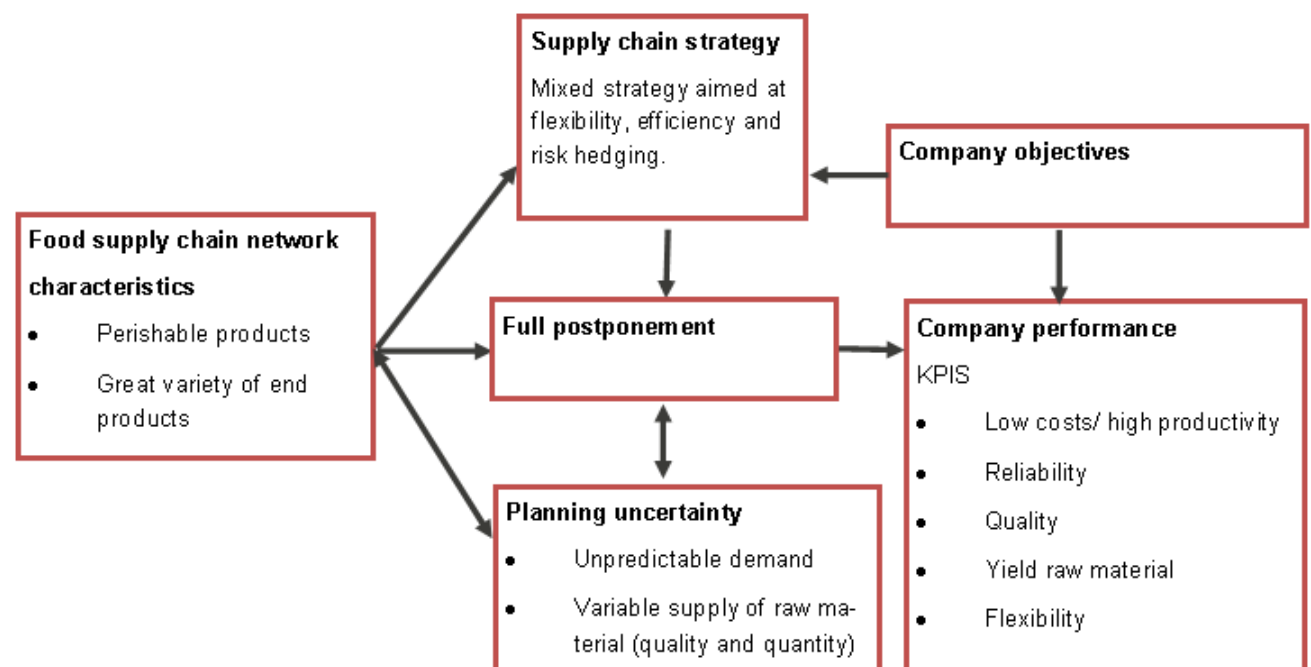 Supply chain strategy
Mixed strategy aimed at
flexibility, efficiency and
risk hedging.
Company objectives
Food supply chain network
characteristics
• Perishable products
• Great variety of end
products
Full postponement
Company performance
KPIS
• Low costs/ high productivity
• Reliability
• Quality
• Yield raw material
• Flexibility
Planning uncertainty
• Unpredictable demand
• Variable supply of raw ma-
terial (quality and quantity)